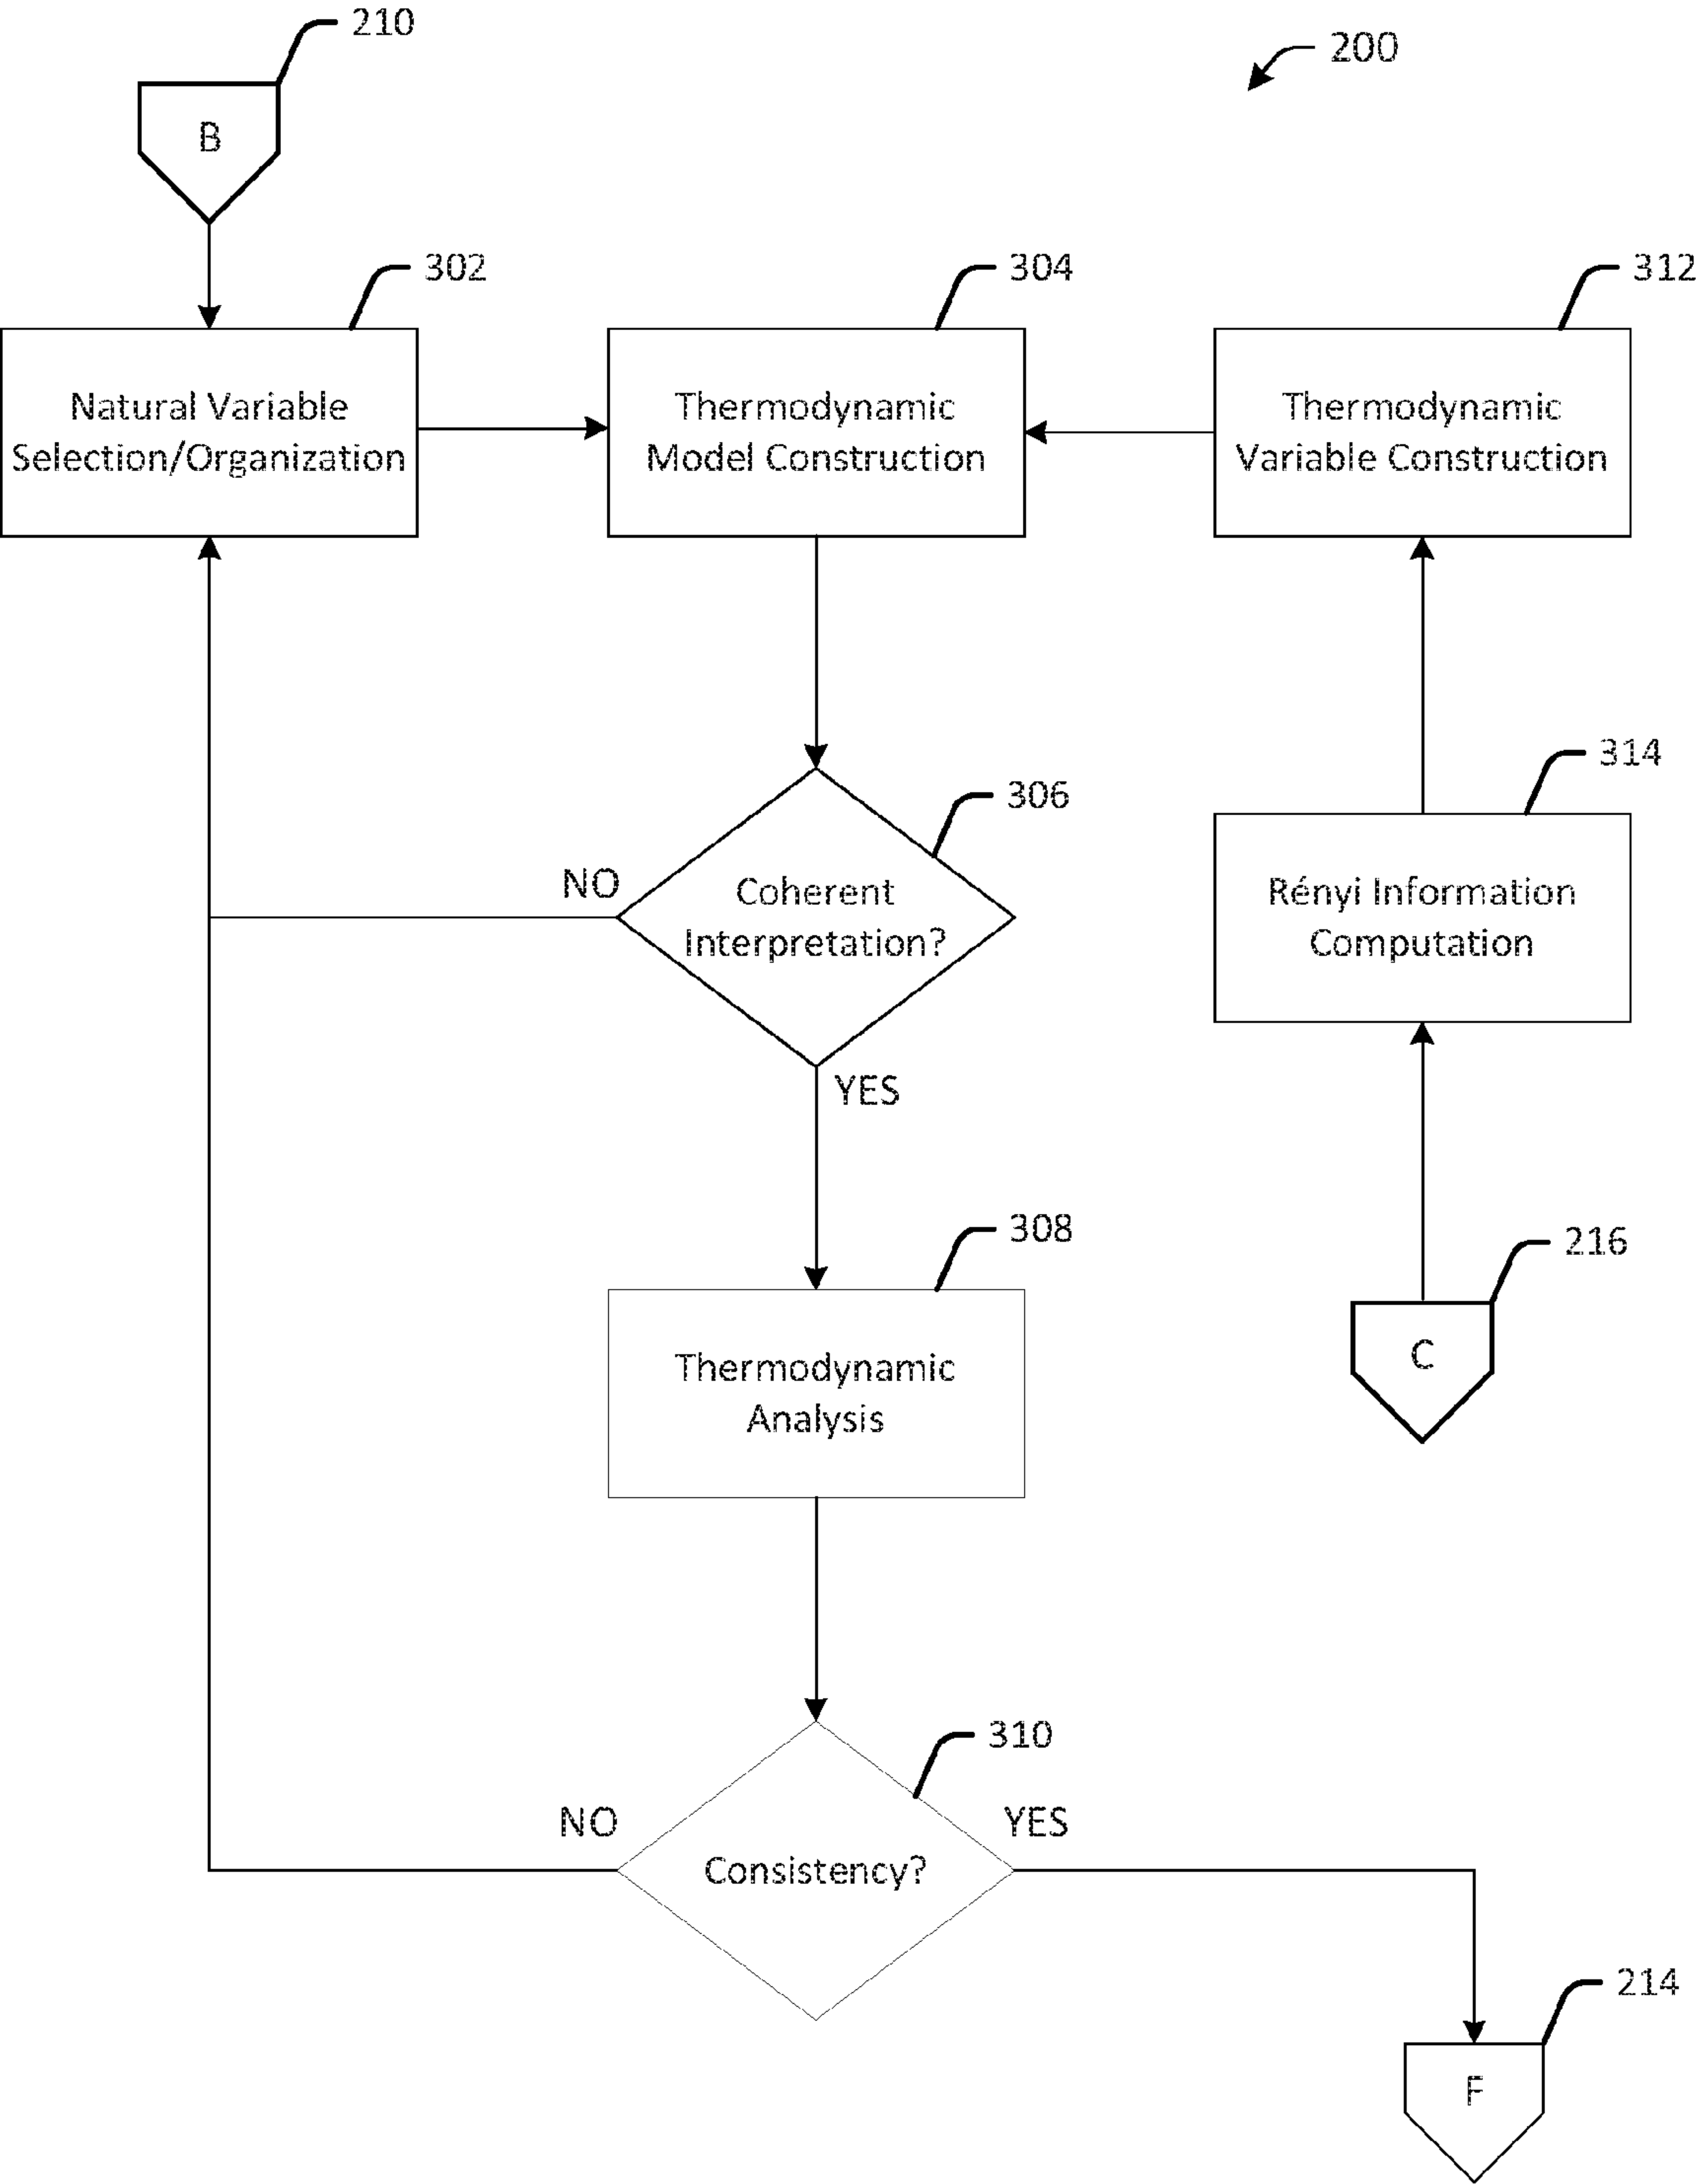 210
200
B
302
304
312
Natural Variable
Selection/Organization
Thermodynamic
Model Construction
Thermodynamic
Variable Construction
314
306
NO
Coherent
Interpretation?
Rényi Information
Computation
YES
308
216
Thermodynamic
Analysis
C
310
NO
YES
Consistency?
214
F